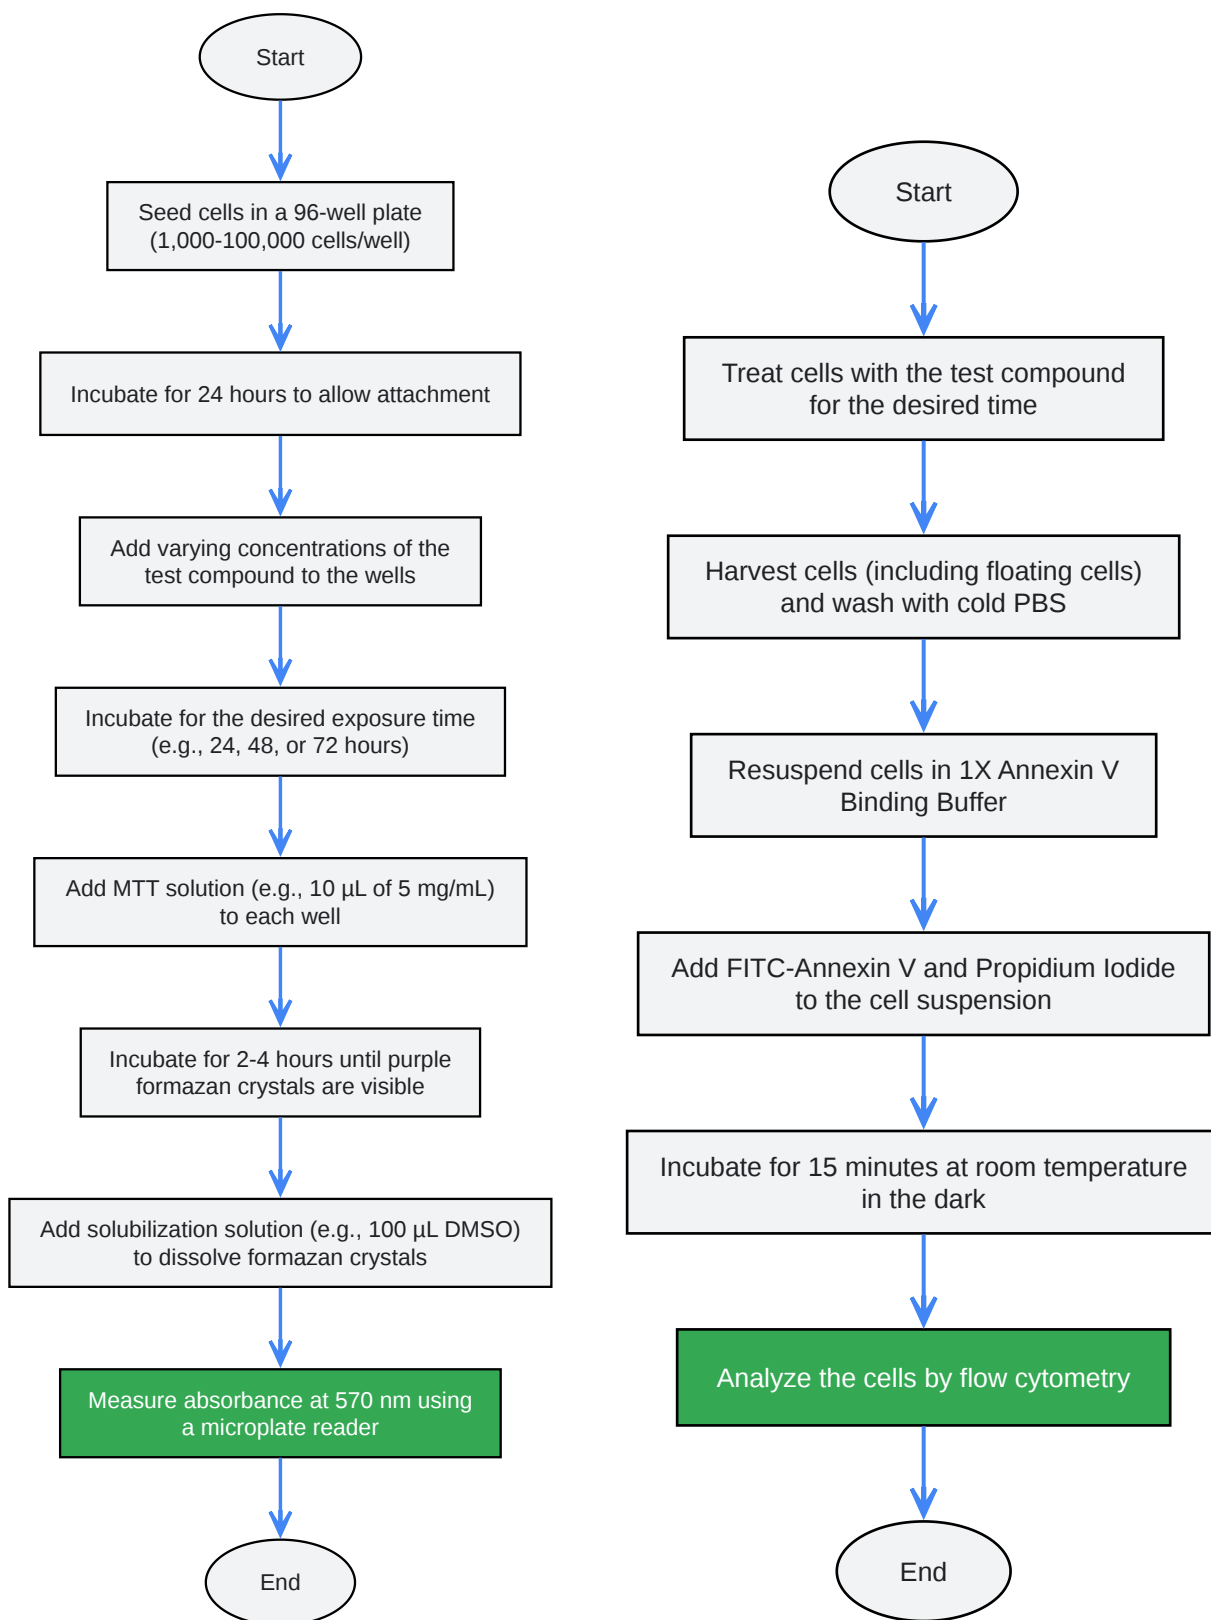 Start
Seed cells in a 96-well plate
(1,000-100,000 cells/well)
Incubate for 24 hours to allow attachment
Add varying concentrations of the
test compound to the wells
Incubate for the desired exposure time
(e.g., 24, 48, or 72 hours)
Add MTT solution (e.g., 10 µL of 5 mg/mL)
to each well
Incubate for 2-4 hours until purple
formazan crystals are visible
Add solubilization solution (e.g., 100 µL DMSO)
to dissolve formazan crystals
Measure absorbance at 570 nm using
a microplate reader
End
Start
Treat cells with the test compound
for the desired time
Harvest cells (including floating cells)
and wash with cold PBS
Resuspend cells in 1X Annexin V
Binding Buffer
Add FITC-Annexin V and Propidium Iodide
to the cell suspension
Incubate for 15 minutes at room temperature
in the dark
Analyze the cells by flow cytometry
End